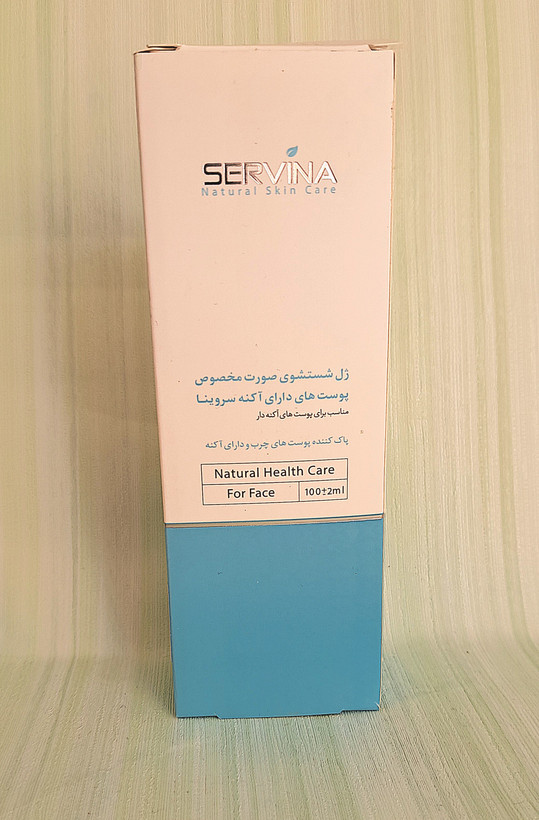 SERVINA
Natural Skin Care
ژل شستشوی صورت مخصوص
پوست های دارای آکنه سروینا
مناسب برای پوست های آکنه دار
پاک کننده پوست های چرب و دارای آکنه
Natural Health Care
For Face 100±2ml